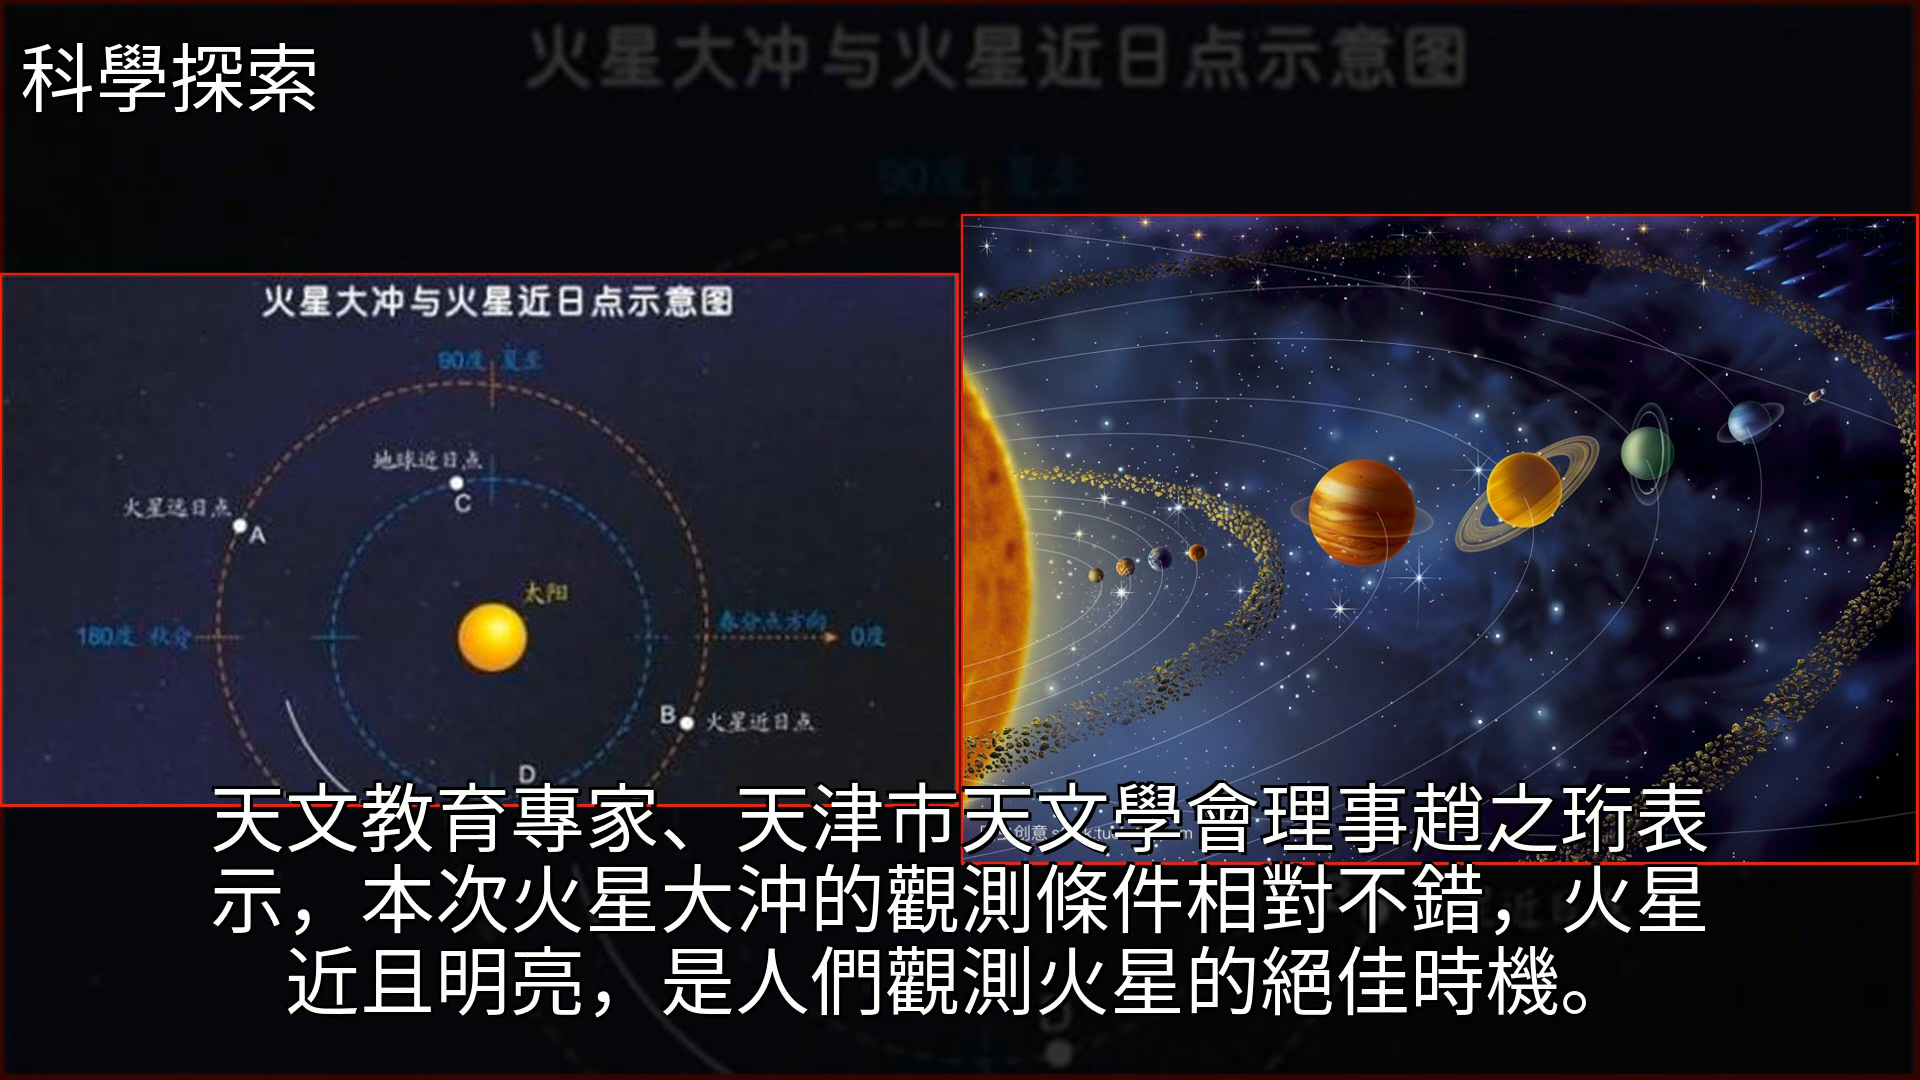 科學探索
火星大冲与火星近日点示意图
90度 夏至
火星大冲与火星近日点示意图
90度 夏至
地球近日点
C
火星远日点
A
太阳
180度 秋分
春分点方向
0度
B
火星近日点
D
天文教育專家、天津市天文學會理事趙之珩表
示，本次火星大沖的觀測條件相對不錯，火星
近且明亮，是人們觀測火星的絕佳時機。